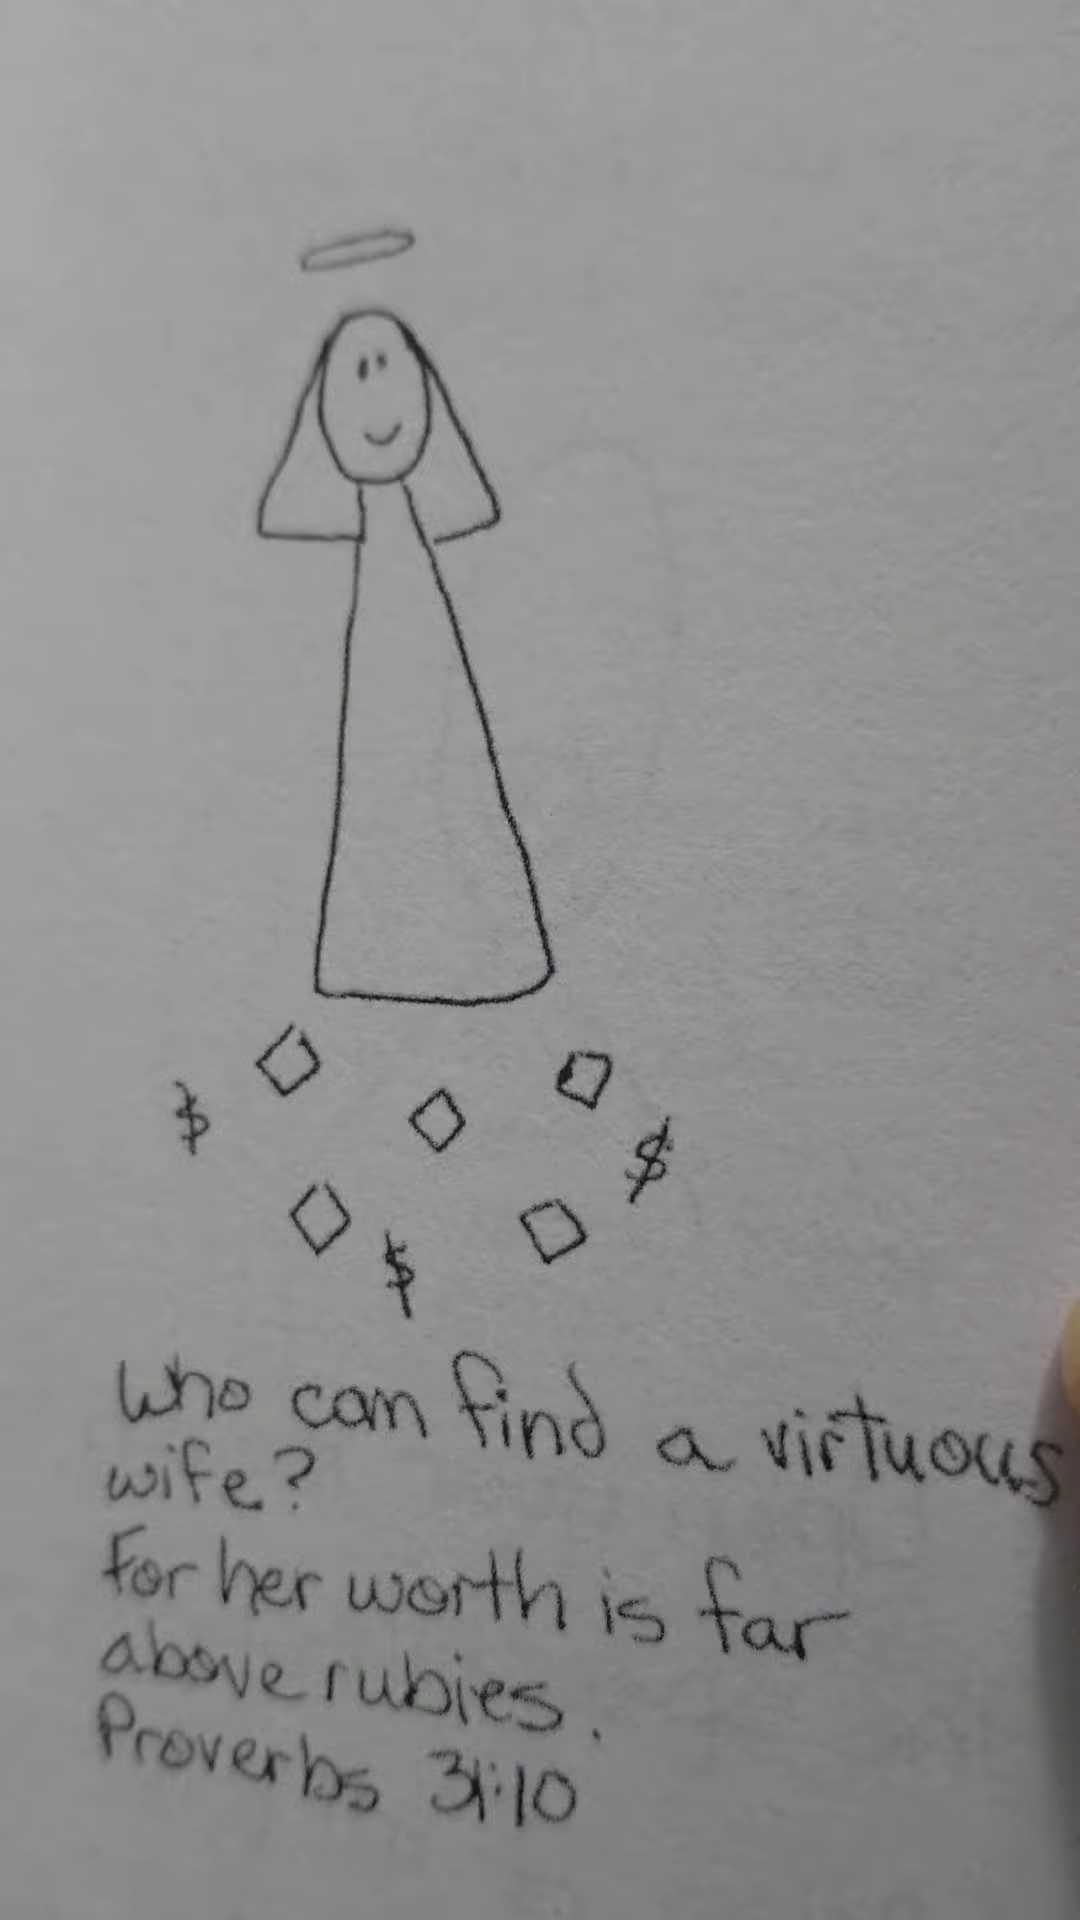 $
$
$
Who can find a virtuous
wife?
For her worth is far
above rubies.
Proverbs 31:10